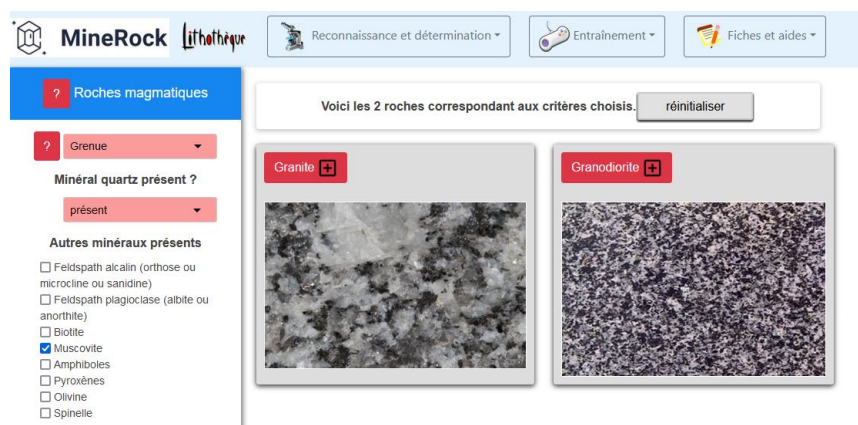 MineRock
Lithothèque
Reconnaissance et détermination
Entraînement
Fiches et aides
? Roches magmatiques
Voici les 2 roches correspondant aux critères choisis. réinitialiser
? Grenue
Minéral quartz présent ?
présent
Autres minéraux présents
Feldspath alcalin (orthose ou
microcline ou sanidine)
Feldspath plagioclase (albite ou
anorthite)
Biotite
Muscovite
Amphiboles
Pyroxènes
Olivine
Spinelle
Granite
Granodiorite